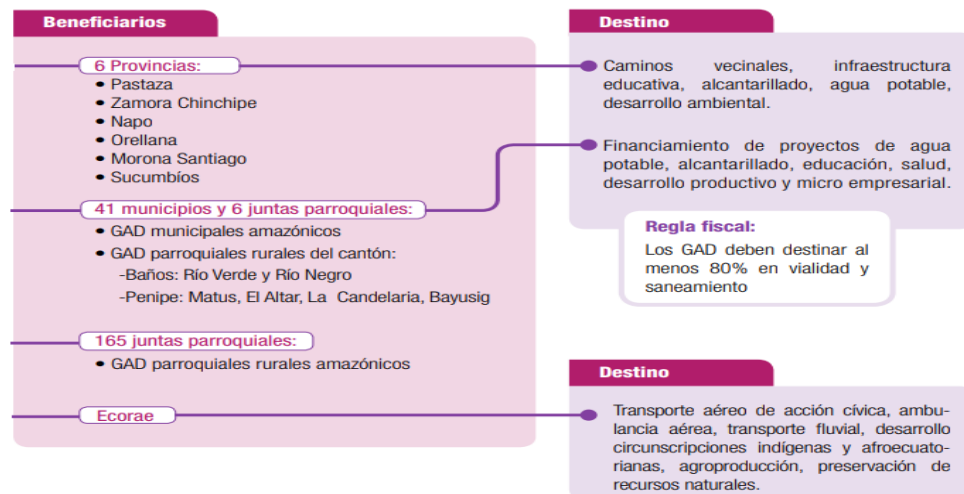 Beneficiarios
6 Provincias:
• Pastaza
• Zamora Chinchipe
• Napo
• Orellana
• Morona Santiago
• Sucumbíos
41 municipios y 6 juntas parroquiales:
• GAD municipales amazónicos
• GAD parroquiales rurales del cantón:
-Baños: Río Verde y Río Negro
-Penipe: Matus, El Altar, La Candelaria, Bayusig
165 juntas parroquiales:
• GAD parroquiales rurales amazónicos
Ecorae
Destino
Caminos vecinales, infraestructura
educativa, alcantarillado, agua potable,
desarrollo ambiental.
Financiamiento de proyectos de agua
potable, alcantarillado, educación, salud,
desarrollo productivo y micro empresarial.
Regla fiscal:
Los GAD deben destinar al
menos 80% en vialidad y
saneamiento
Destino
Transporte aéreo de acción cívica, ambu-
lancia aérea, transporte fluvial, desarrollo
circunscripciones indígenas y afroecuato-
rianas, agroproducción, preservación de
recursos naturales.